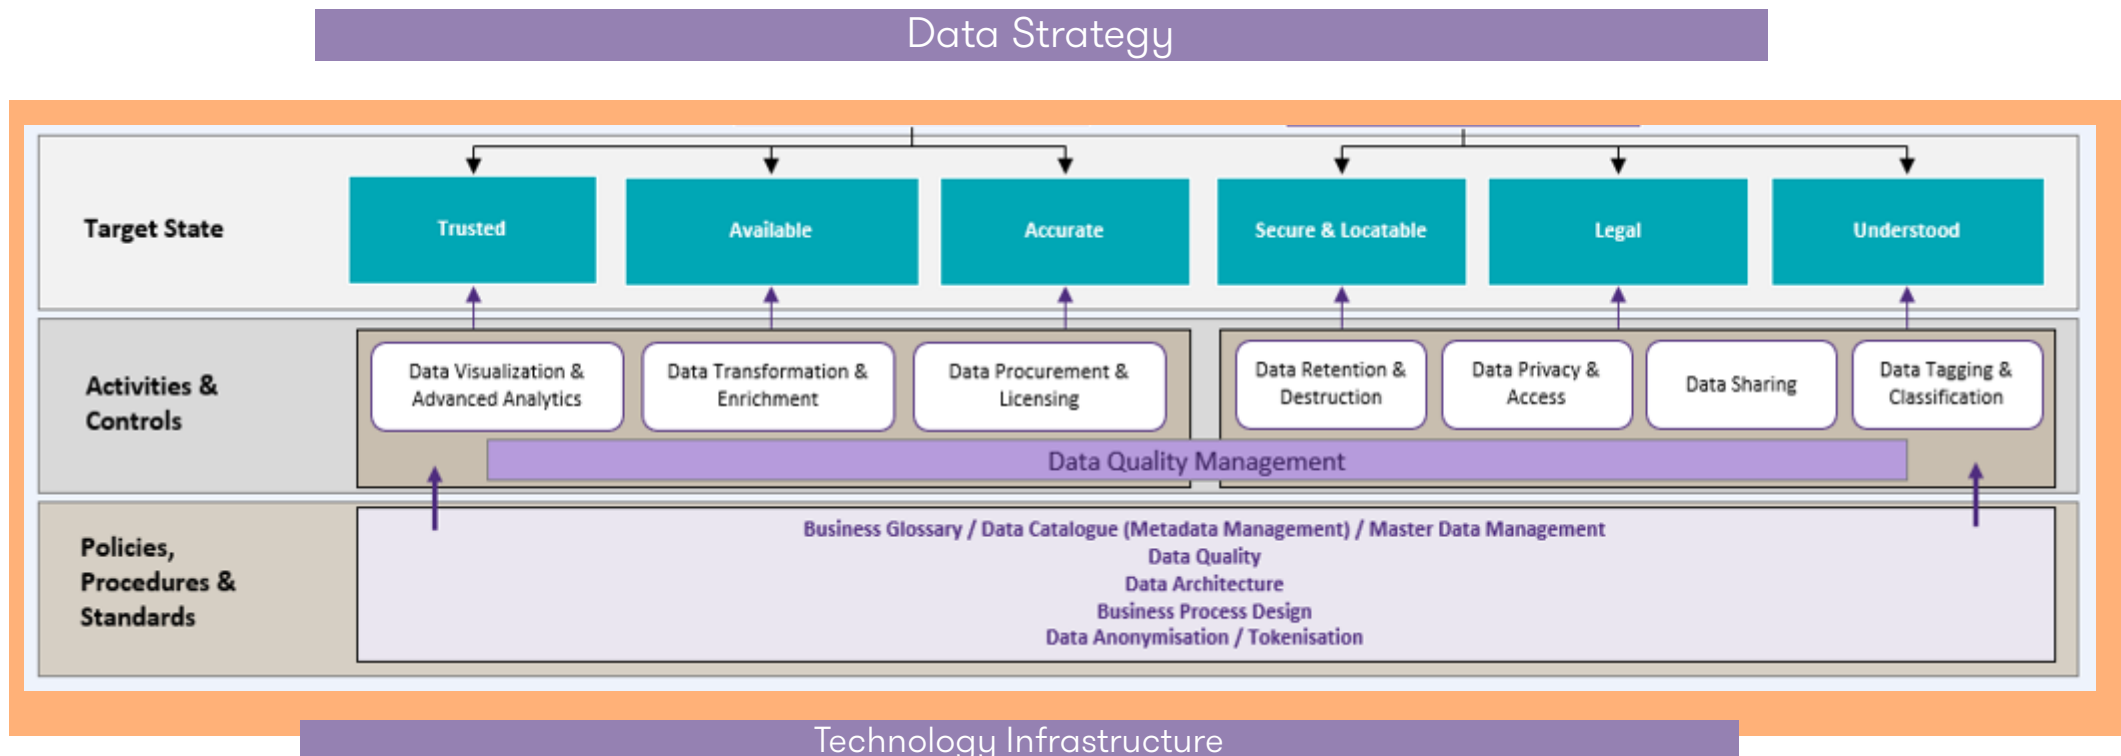 Data Strategy
Target State
Trusted
Available
Accurate
Secure & Locatable
Legal
Understood
Activities &
Controls
Data Visualization &
Advanced Analytics
Data Transformation &
Enrichment
Data Procurement &
Licensing
Data Retention &
Destruction
Data Privacy &
Access
Data Sharing
Data Tagging &
Classification
Data Quality Management
Policies,
Procedures &
Standards
Business Glossary / Data Catalogue (Metadata Management) / Master Data Management
Data Quality
Data Architecture
Business Process Design
Data Anonymisation / Tokenisation
Technology Infrastructure